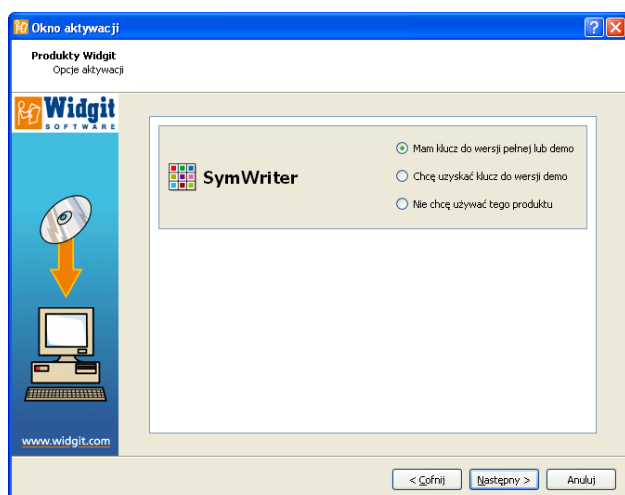 Okno aktywacji
Produkty Widgit
Opcje aktywacji
Widgit
SOFTWARE
SymWriter
Mam klucz do wersji pełnej lub demo
Chcę uzyskać klucz do wersji demo
Nie chcę używać tego produktu
www.widgit.com
< Cofnij
Następny >
Anuluj